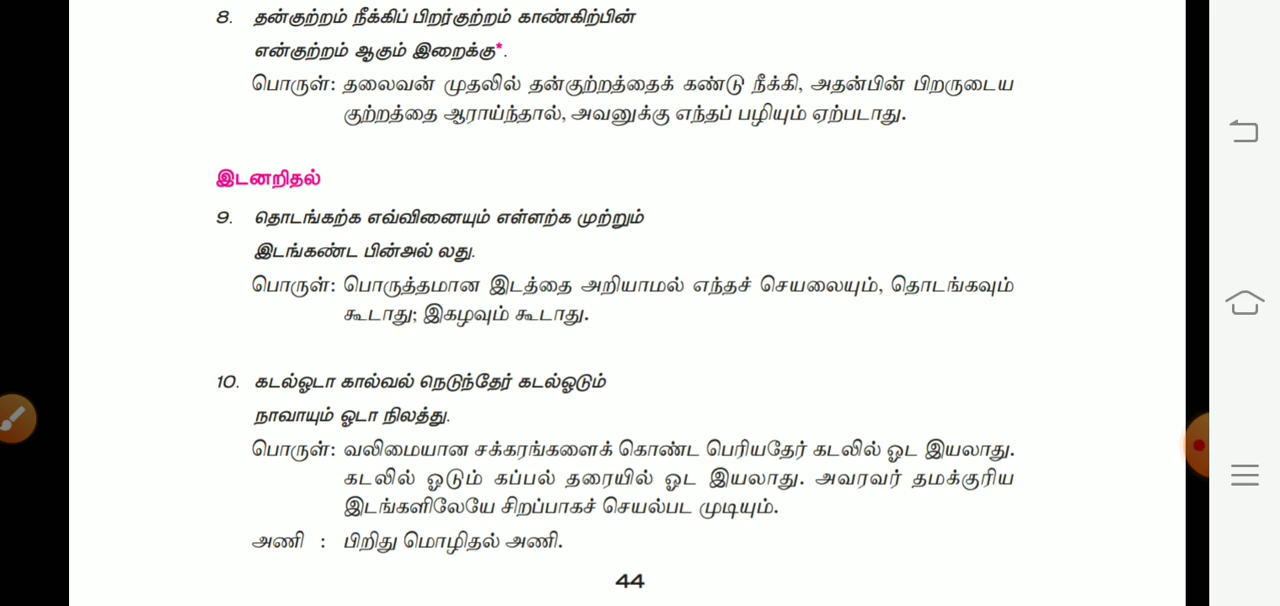 8. தன்குற்றம் நீக்கிப் பிறர்குற்றம் காண்கிற்பின்
என்குற்றம் ஆகும் இறைக்கு*.
பொருள்: தலைவன் முதலில் தன்குற்றத்தைக் கண்டு நீக்கி, அதன்பின் பிறருடைய
குற்றத்தை ஆராய்ந்தால், அவனுக்கு எந்தப் பழியும் ஏற்படாது.
இடனறிதல்
9. தொடங்கற்க எவ்வினையும் எள்ளற்க முற்றும்
இடங்கண்ட பின்அல் லது.
பொருள்: பொருத்தமான இடத்தை அறியாமல் எந்தச் செயலையும், தொடங்கவும்
கூடாது; இகழவும் கூடாது.
10. கடல்ஓடா கால்வல் நெடுந்தேர் கடல்ஓடும்
நாவாயும் ஓடா நிலத்து.
பொருள்: வலிமையான சக்கரங்களைக் கொண்ட பெரியதேர் கடலில் ஓட இயலாது.
கடலில் ஓடும் கப்பல் தரையில் ஓட இயலாது. அவரவர் தமக்குரிய
இடங்களிலேயே சிறப்பாகச் செயல்பட முடியும்.
அணி : பிறிது மொழிதல் அணி.
44